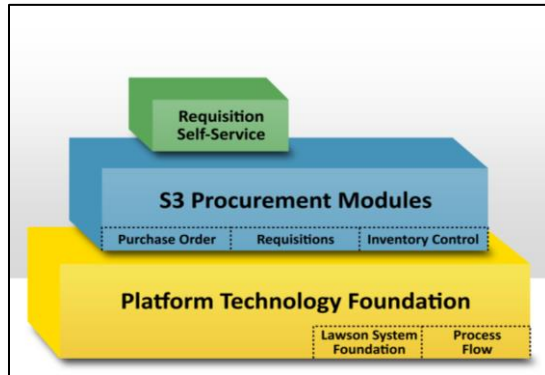 Requisition
Self-Service
S3 Procurement Modules
Purchase Order
Requisitions
Inventory Control
Platform Technology Foundation
Lawson System
Foundation
Process
Flow